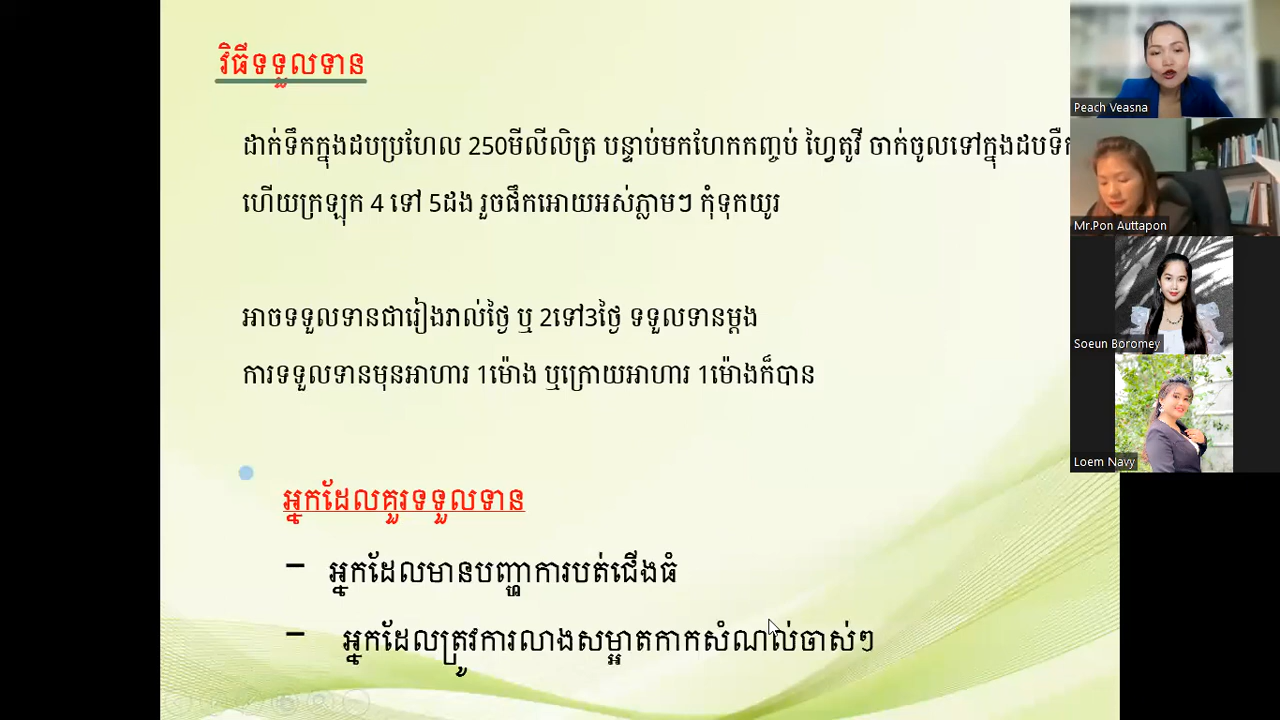 វិធីទទួលទាន
ដាក់ទឹកក្នុងដបប្រហែល 250មីលីលិត្រ បន្ទាប់មកហែកកញ្ចប់ ហ្វៃតូវី ចាក់ចូលទៅក្នុងដបទឹក
ហើយក្រឡុក 4 ទៅ 5ដង រួចផឹកអោយអស់ភ្លាមៗ កុំទុកយូរ
អាចទទួលទានជារៀងរាល់ថ្ងៃ ឬ 2ទៅ3ថ្ងៃ ទទួលទានម្ដង
ការទទួលទានមុនអាហារ 1ម៉ោង ឬក្រោយអាហារ 1ម៉ោងក៏បាន
អ្នកដែលគួរទទួលទាន
– អ្នកដែលមានបញ្ហាការបត់ជើងធំ
– អ្នកដែលត្រូវការលាងសម្អាតកាកសំណល់ចាស់ៗ
Peach Veasna
Mr.Pon Auttapon
Soeun Boromey
Loem Navy